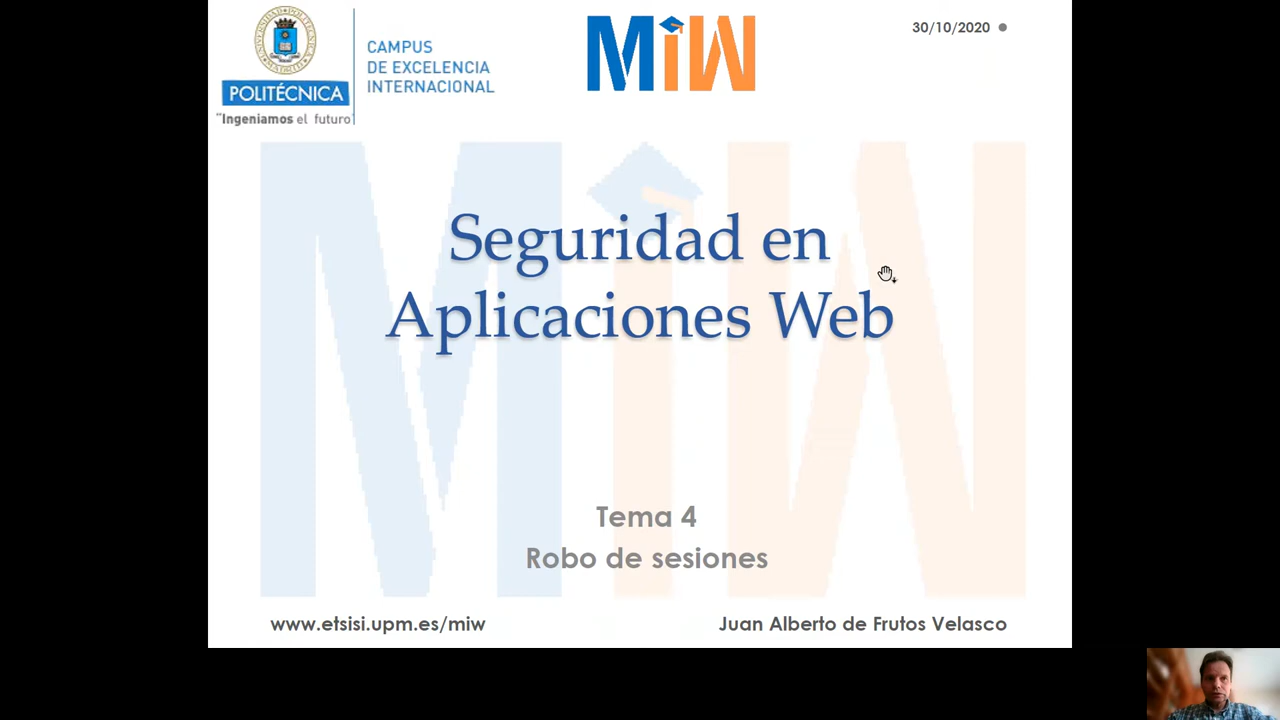 POLITÉCNICA
"Ingeniamos el futuro"
CAMPUS
DE EXCELENCIA
INTERNACIONAL
MiW
30/10/2020
Seguridad en
Aplicaciones Web
Tema 4
Robo de sesiones
www.etsisi.upm.es/miw
Juan Alberto de Frutos Velasco